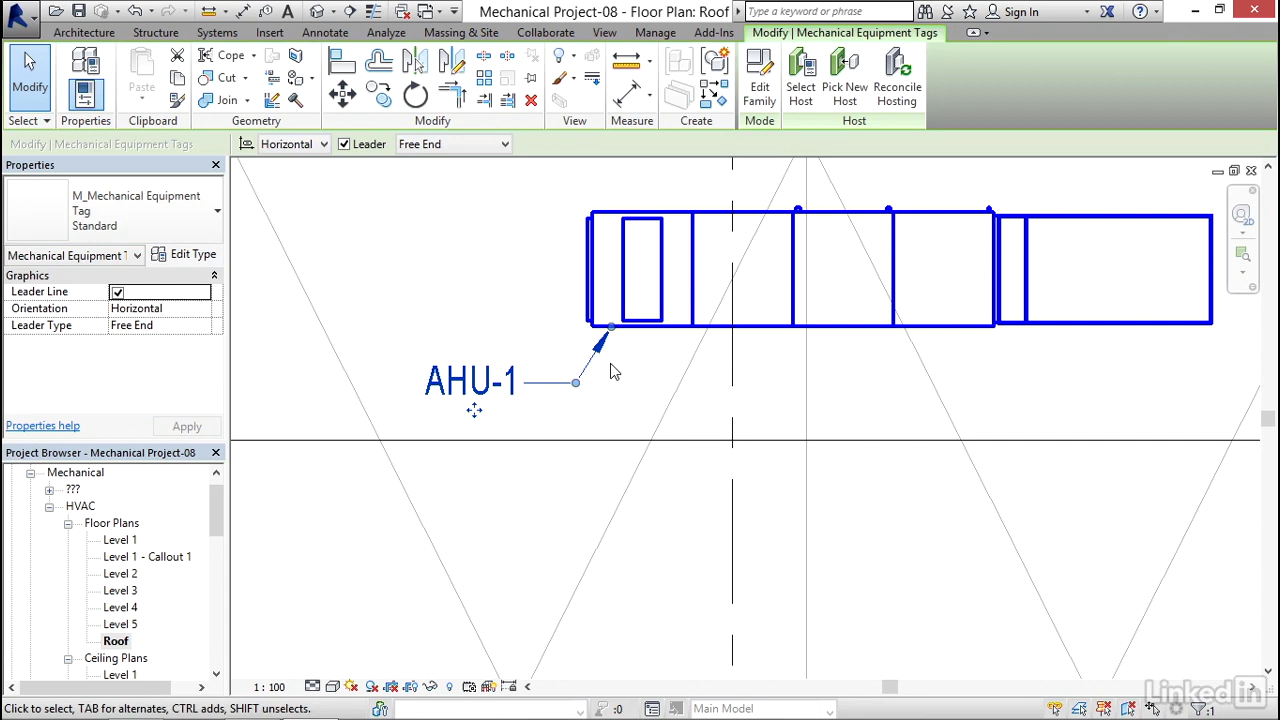 Mechanical Project-08 - Floor Plan: Roof
Type a keyword or phrase
Sign In
Architecture
Structure
Systems
Insert
Annotate
Analyze
Massing & Site
Collaborate
View
Manage
Add-Ins
Modify | Mechanical Equipment Tags
Modify
Paste
Cope
Cut
Join
Edit Family
Select Host
Pick New Host
Reconcile Hosting
Select
Properties
Clipboard
Geometry
Modify
View
Measure
Create
Mode
Host
Modify | Mechanical Equipment Tags
Horizontal
Leader
Free End
Properties
M_Mechanical Equipment
Tag
Standard
Mechanical Equipment T
Edit Type
Graphics
Leader Line
Orientation
Horizontal
Leader Type
Free End
Properties help
Apply
Project Browser - Mechanical Project-08
Mechanical
???
HVAC
Floor Plans
Level 1
Level 1 - Callout 1
Level 2
Level 3
Level 4
Level 5
Roof
Ceiling Plans
Level 1
AHU-1
2D
1 : 100
Click to select, TAB for alternates, CTRL adds, SHIFT unselects.
:0
Main Model
:1
LinkedIn